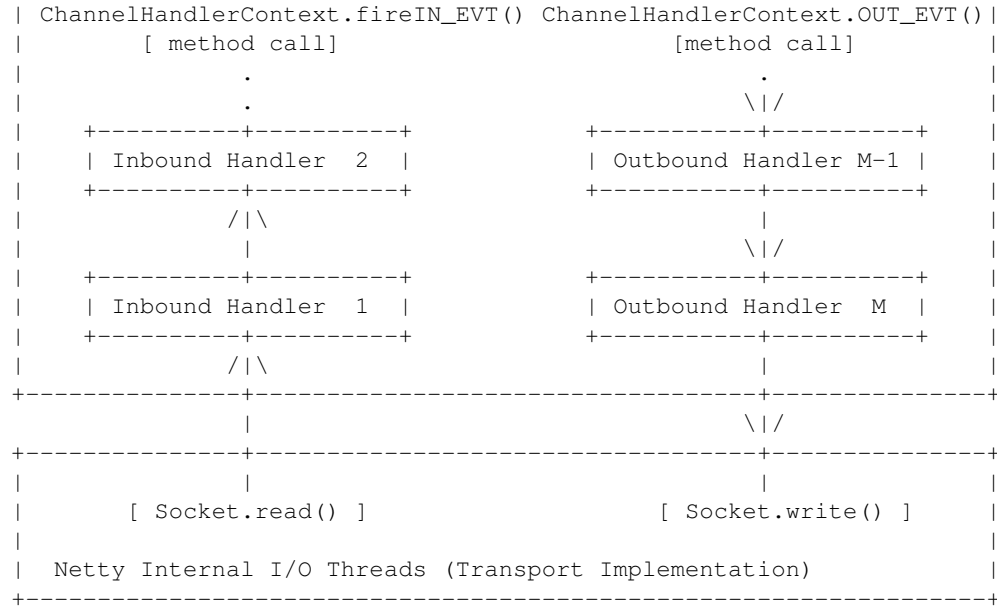 | ChannelHandlerContext.fireIN_EVT() ChannelHandlerContext.OUT_EVT()|
|        [ method call]                       [method call]         |
|               .                                   .               |
|               .                                  \|/              |
|    +----------+----------+            +-----------+----------+    |
|    | Inbound Handler  2  |            | Outbound Handler M-1 |    |
|    +----------+----------+            +-----------+----------+    |
|              /|\                                  |               |
|               |                                  \|/              |
|    +----------+----------+            +-----------+----------+    |
|    | Inbound Handler  1  |            | Outbound Handler  M  |    |
|    +----------+----------+            +-----------+----------+    |
|              /|\                                  |               |
+---------------+-----------------------------------+---------------+
                |                                  \|/
+---------------+-----------------------------------+---------------+
|               |                                   |               |
|       [ Socket.read() ]                    [ Socket.write() ]     |
|                                                                   |
|  Netty Internal I/O Threads (Transport Implementation)            |
+-------------------------------------------------------------------+